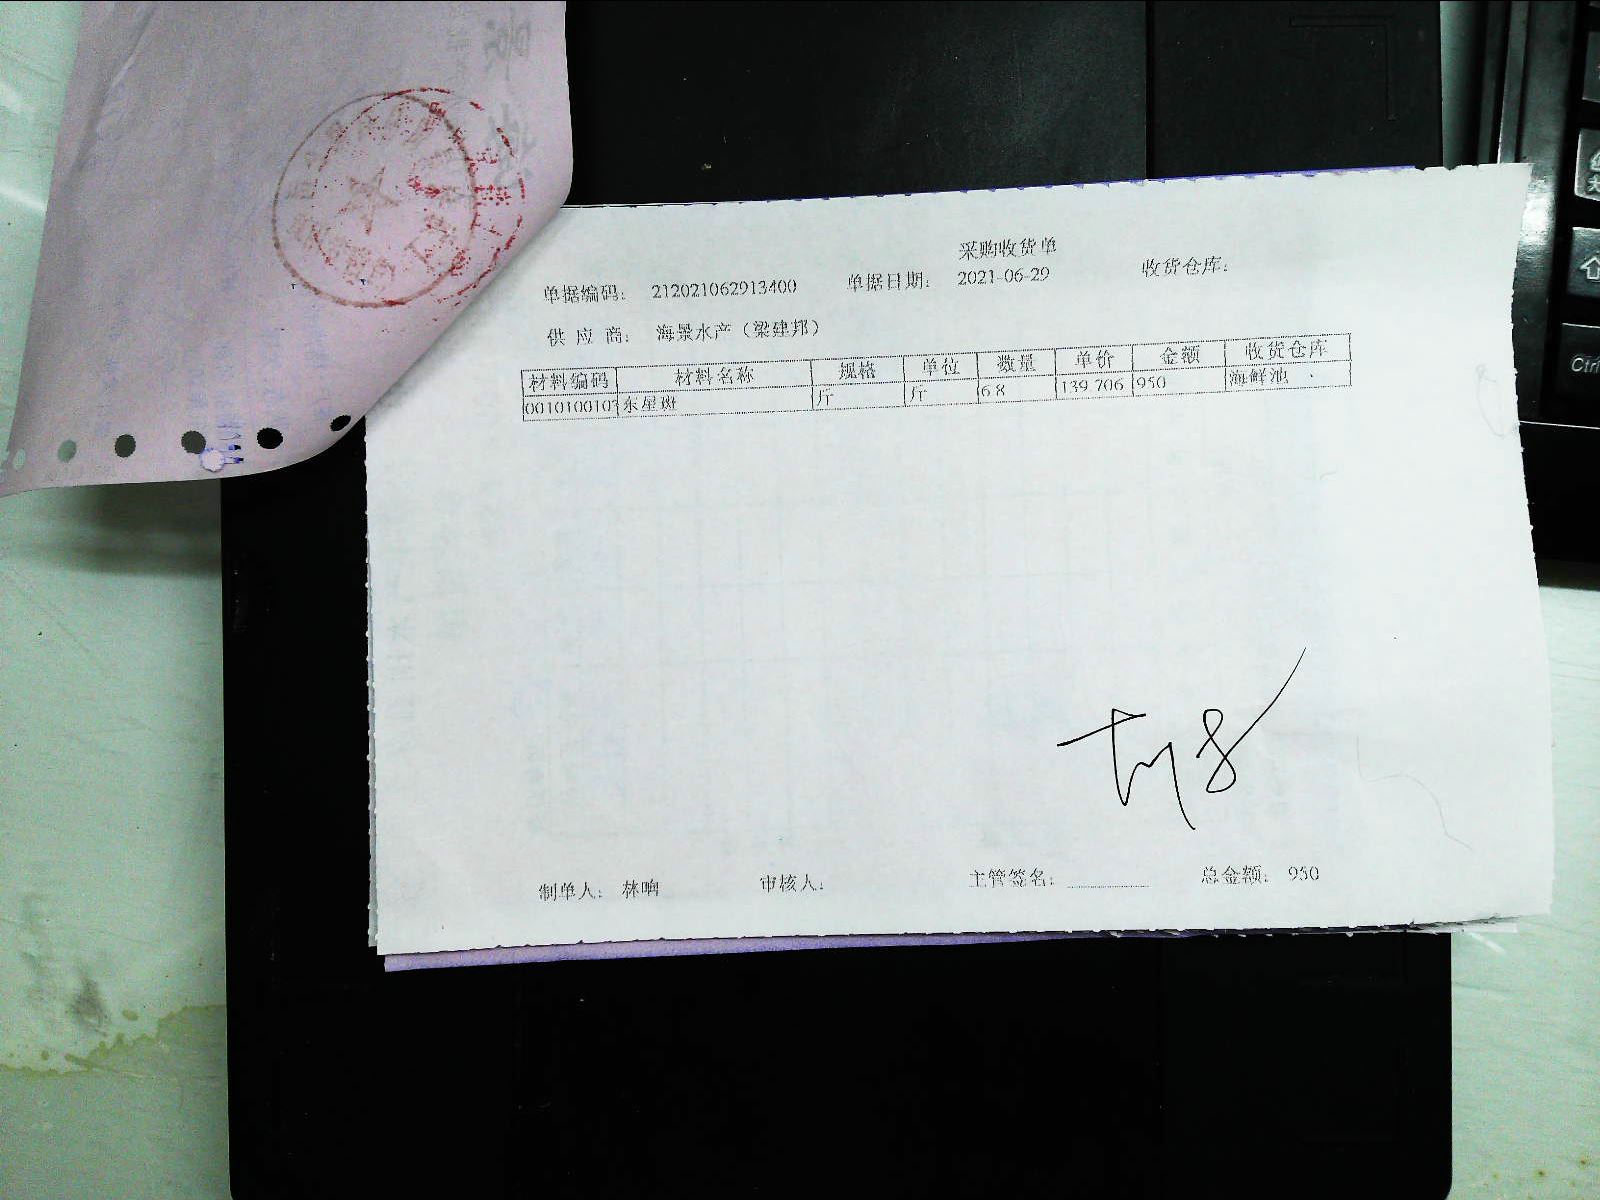 采购收货单
单据编码： 212021062913400 单据日期： 2021-06-29 收货仓库：
供 应 商： 海景水产（梁建邦）
材料编码 材料名称 规格 单位 数量 单价 金额 收货仓库
东星斑 斤 斤 6.8 139.706 950 海鲜池
制单人： 林响 审核人： 主管签名： 总金额： 950
Ctrl